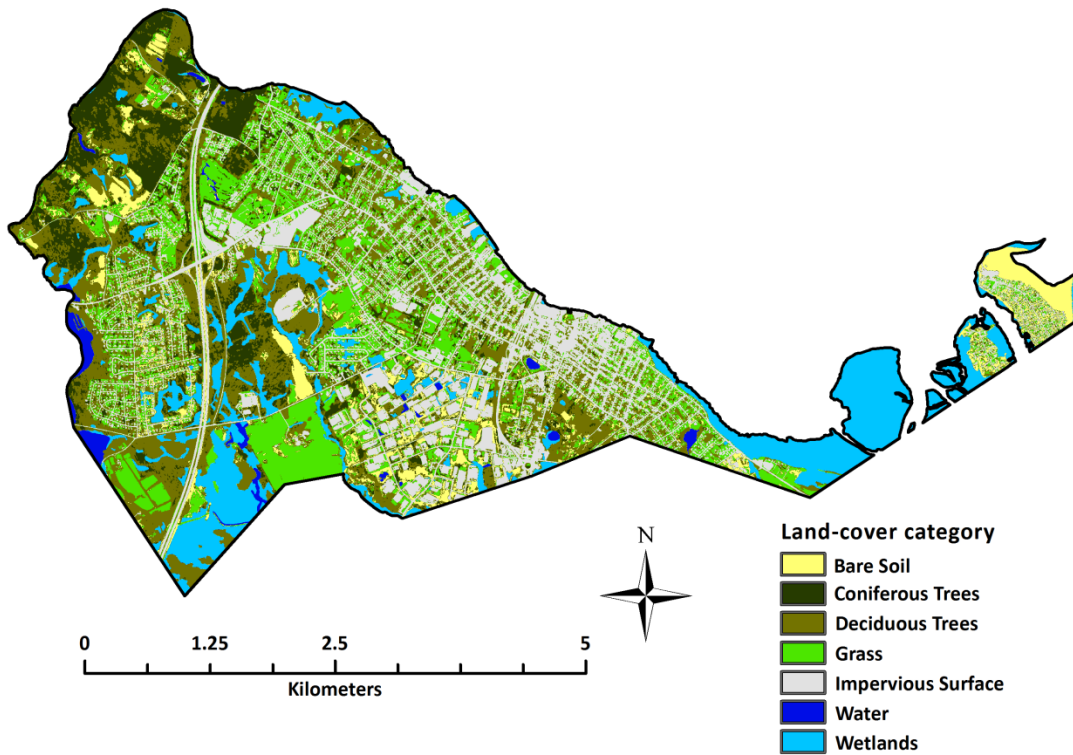 N
Land-cover category
Bare Soil
Coniferous Trees
Deciduous Trees
Grass
Impervious Surface
Water
Wetlands
0 1.25 2.5 5
Kilometers